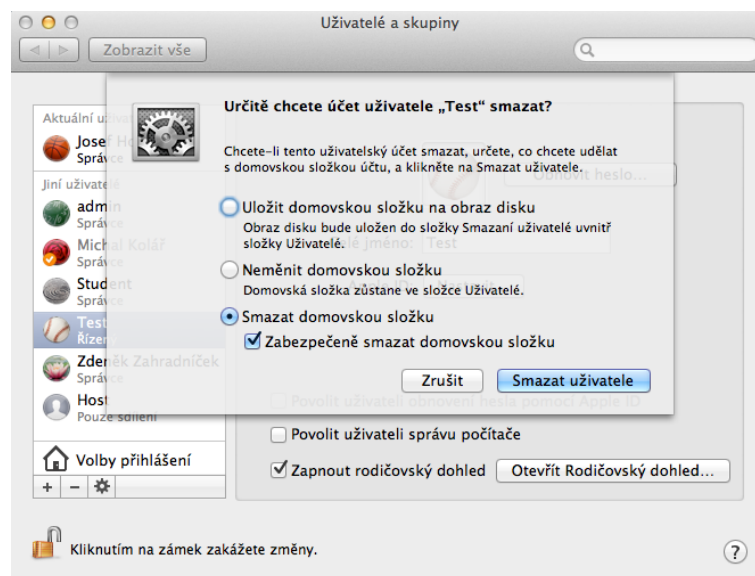 Uživatelé a skupiny
Zobrazit vše
Určitě chcete účet uživatele „Test“ smazat?
Chcete-li tento uživatelský účet smazat, určete, co chcete udělat
s domovskou složkou účtu, a klikněte na Smazat uživatele.
Uložit domovskou složku na obraz disku
Obraz disku bude uložen do složky Smazaní uživatelé uvnitř
složky Uživatelé.
Neměnit domovskou složku
Domovská složka zůstane ve složce Uživatelé.
Smazat domovskou složku
Zabezpečeně smazat domovskou složku
Zrušit
Smazat uživatele
Aktuální uživatel
Josef
Správce
Jiní uživatelé
admin
Správce
Michal Kolář
Správce
Student
Správce
Test
Řízený
Zdeněk Zahradníček
Správce
Host
Pouze sdílení
Volby přihlášení
+ −
Obnovit heslo...
jméno: Test
Apple ID:
Povolit uživateli obnovení hesla pomocí Apple ID
Povolit uživateli správu počítače
Zapnout rodičovský dohled
Otevřít Rodičovský dohled...
Kliknutím na zámek zakážete změny.
?